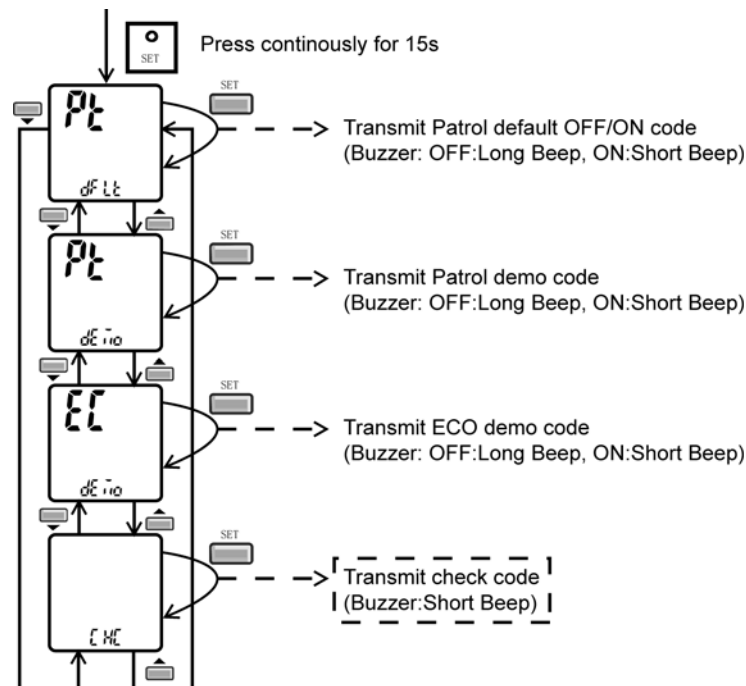 SET
Press continously for 15s
Pt
dFLt
SET
Transmit Patrol default OFF/ON code
(Buzzer: OFF:Long Beep, ON:Short Beep)
Pt
dEmo
SET
Transmit Patrol demo code
(Buzzer: OFF:Long Beep, ON:Short Beep)
EC
dEmo
SET
Transmit ECO demo code
(Buzzer: OFF:Long Beep, ON:Short Beep)
CHC
SET
Transmit check code
(Buzzer:Short Beep)